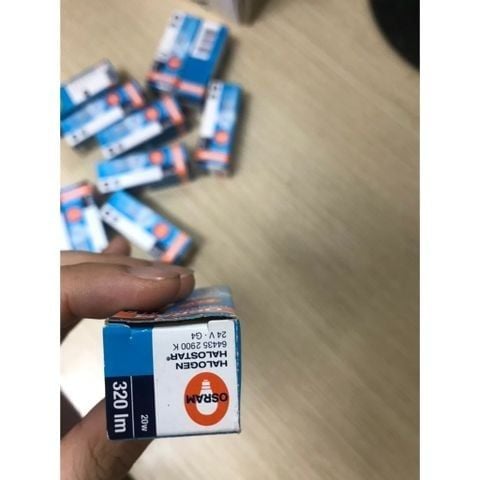 OSRAM
HALOGEN
HALOSTAR®
64435 2900 K
24 V · G4
20w
320 lm